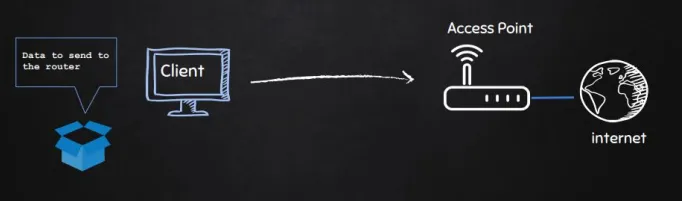 Data to send to
the router
Client
Access Point
internet